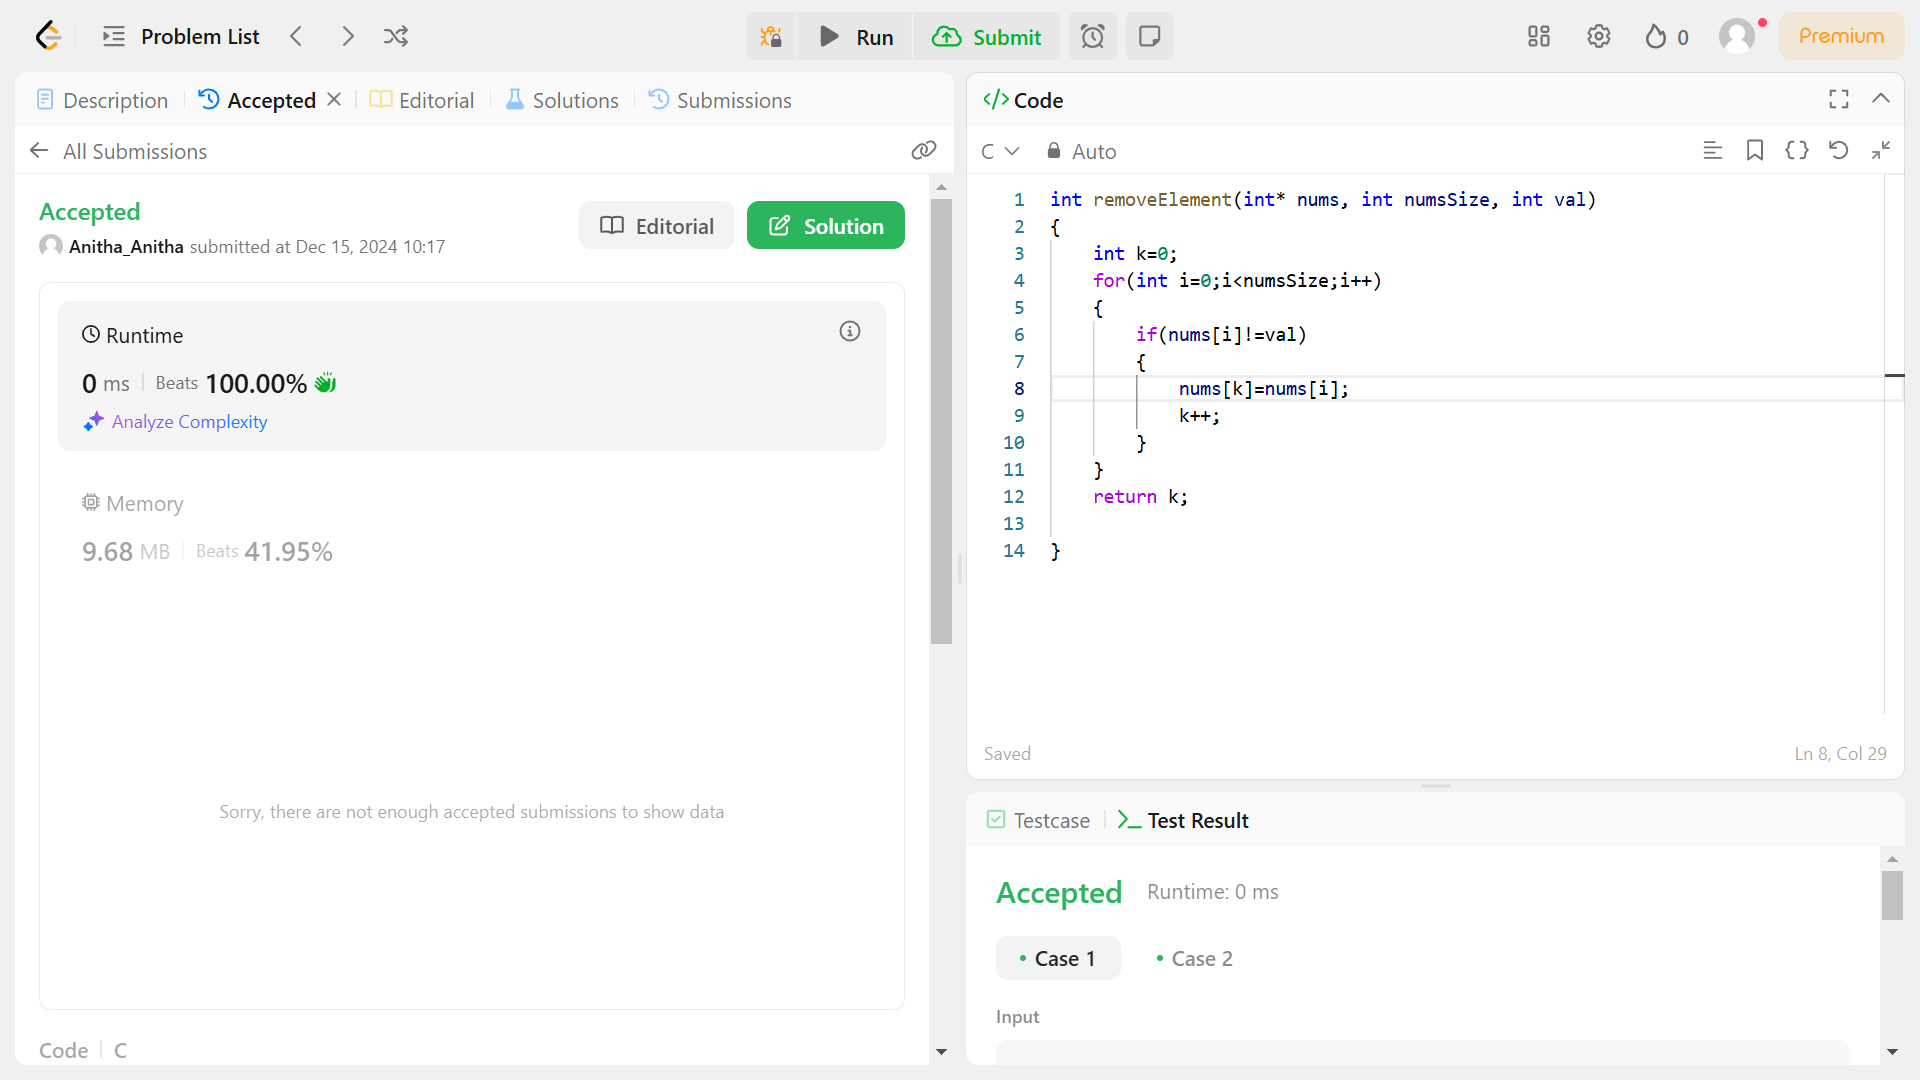 Problem List
Run
Submit
0
Premium
Description
Accepted
Editorial
Solutions
Submissions
All Submissions
Accepted
Anitha_Anitha submitted at Dec 15, 2024 10:17
Editorial
Solution
Runtime
0 ms
Beats 100.00%
Analyze Complexity
Memory
9.68 MB
Beats 41.95%
Sorry, there are not enough accepted submissions to show data
Code
C
</> Code
C
Auto
1 int removeElement(int* nums, int numsSize, int val)
2 {
3     int k=0;
4     for(int i=0;i<numsSize;i++)
5     {
6         if(nums[i]!=val)
7         {
8             nums[k]=nums[i];
9             k++;
10         }
11     }
12     return k;
13
14 }
Saved
Ln 8, Col 29
Testcase
Test Result
Accepted
Runtime: 0 ms
Case 1
Case 2
Input